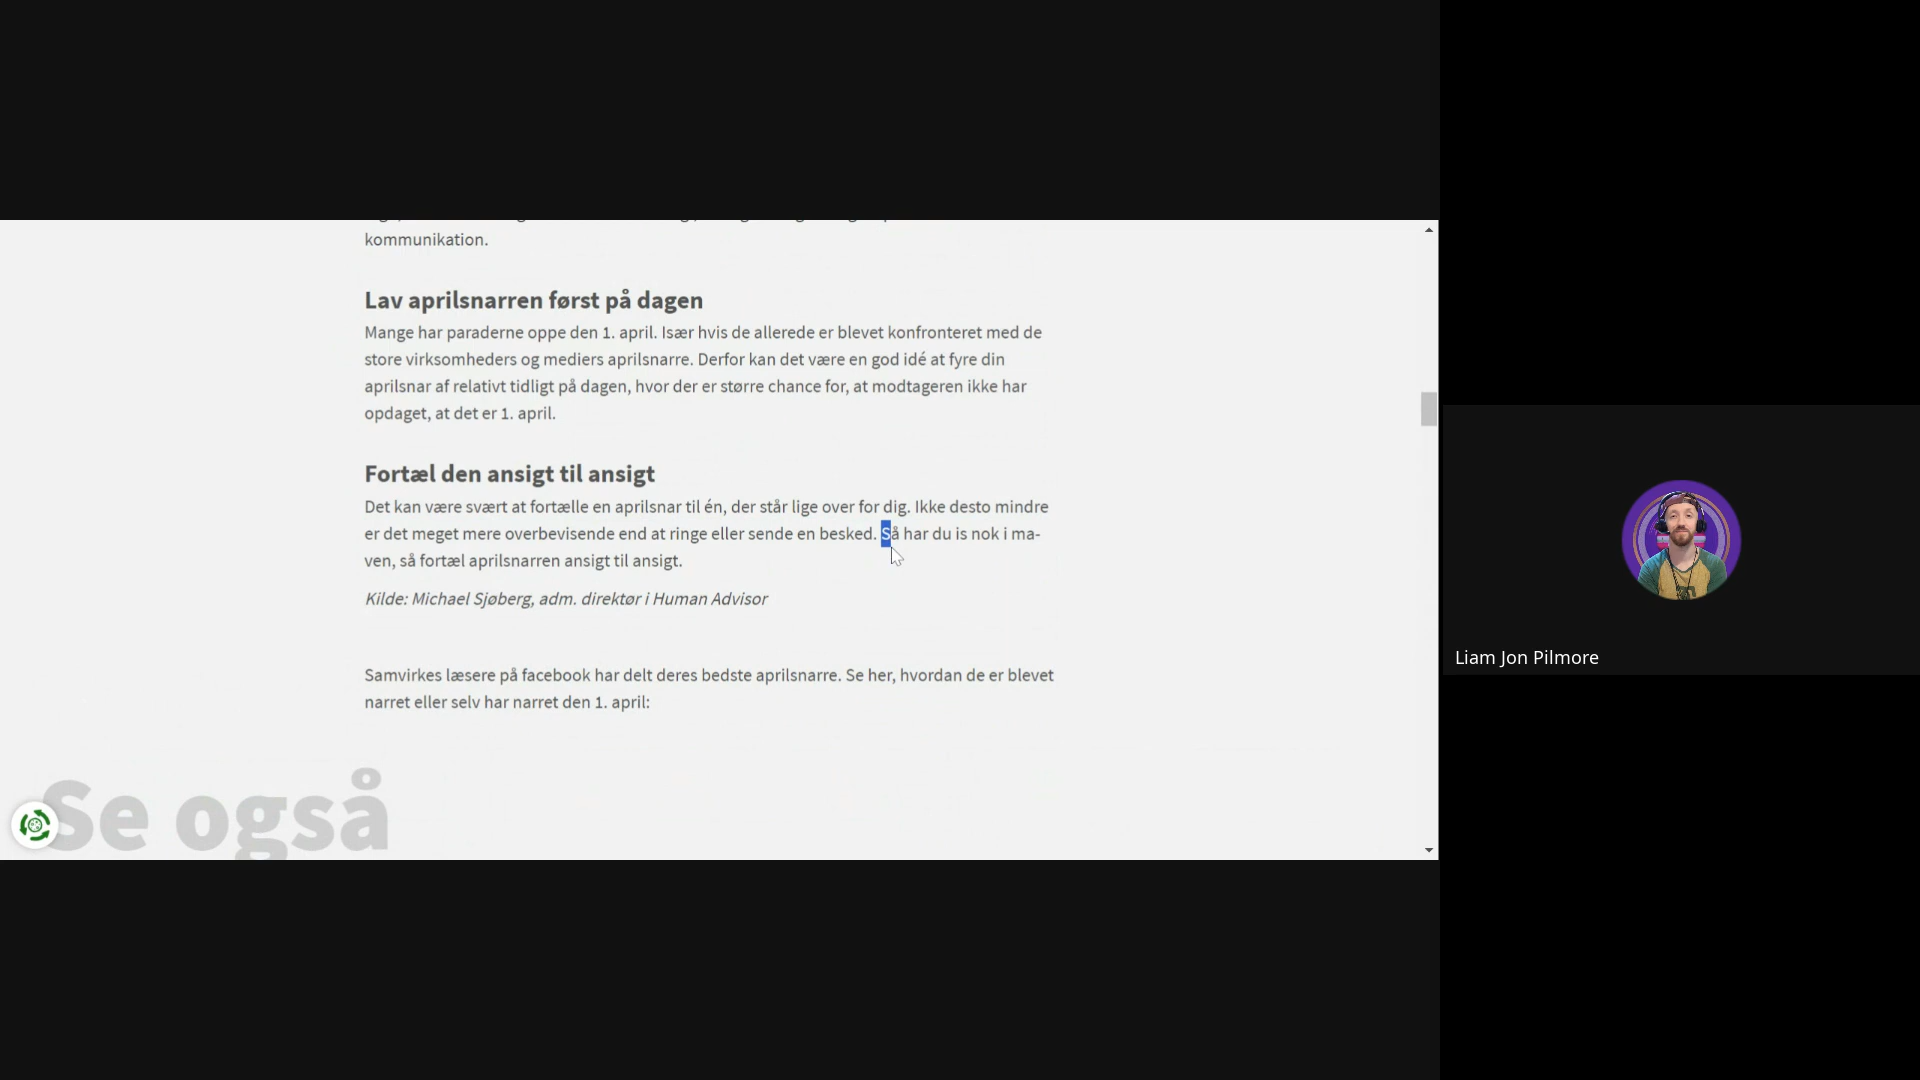 kommunikation.
Lav aprilsnarren først på dagen
Mange har paraderne oppe den 1. april. Især hvis de allerede er blevet konfronteret med de
store virksomheders og mediers aprilsnarre. Derfor kan det være en god idé at fyre din
aprilsnar af relativt tidligt på dagen, hvor der er større chance for, at modtageren ikke har
opdaget, at det er 1. april.
Fortæl den ansigt til ansigt
Det kan være svært at fortælle en aprilsnar til én, der står lige over for dig. Ikke desto mindre
er det meget mere overbevisende end at ringe eller sende en besked. Så har du is nok i ma-
ven, så fortæl aprilsnarren ansigt til ansigt.
Kilde: Michael Sjøberg, adm. direktør i Human Advisor
Samvirkes læsere på facebook har delt deres bedste aprilsnarre. Se her, hvordan de er blevet
narret eller selv har narret den 1. april:
Se også
Liam Jon Pilmore